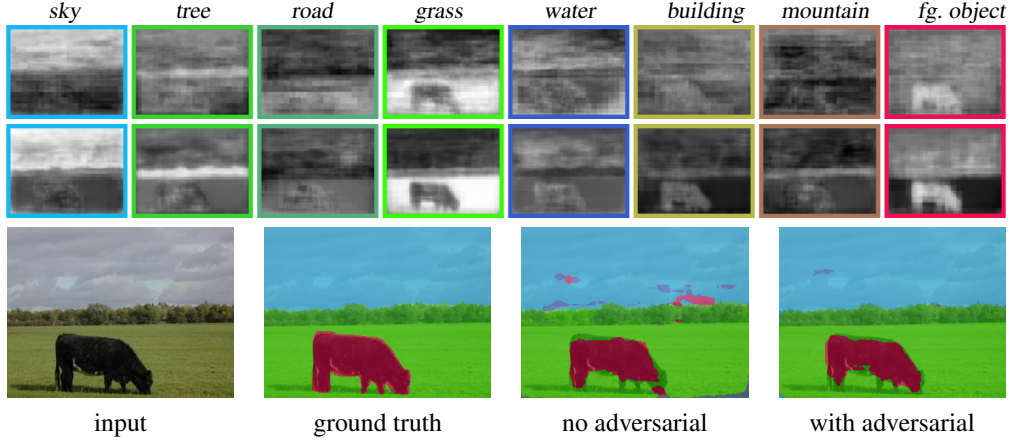 sky tree road grass water building mountain fg. object
input ground truth no adversarial with adversarial